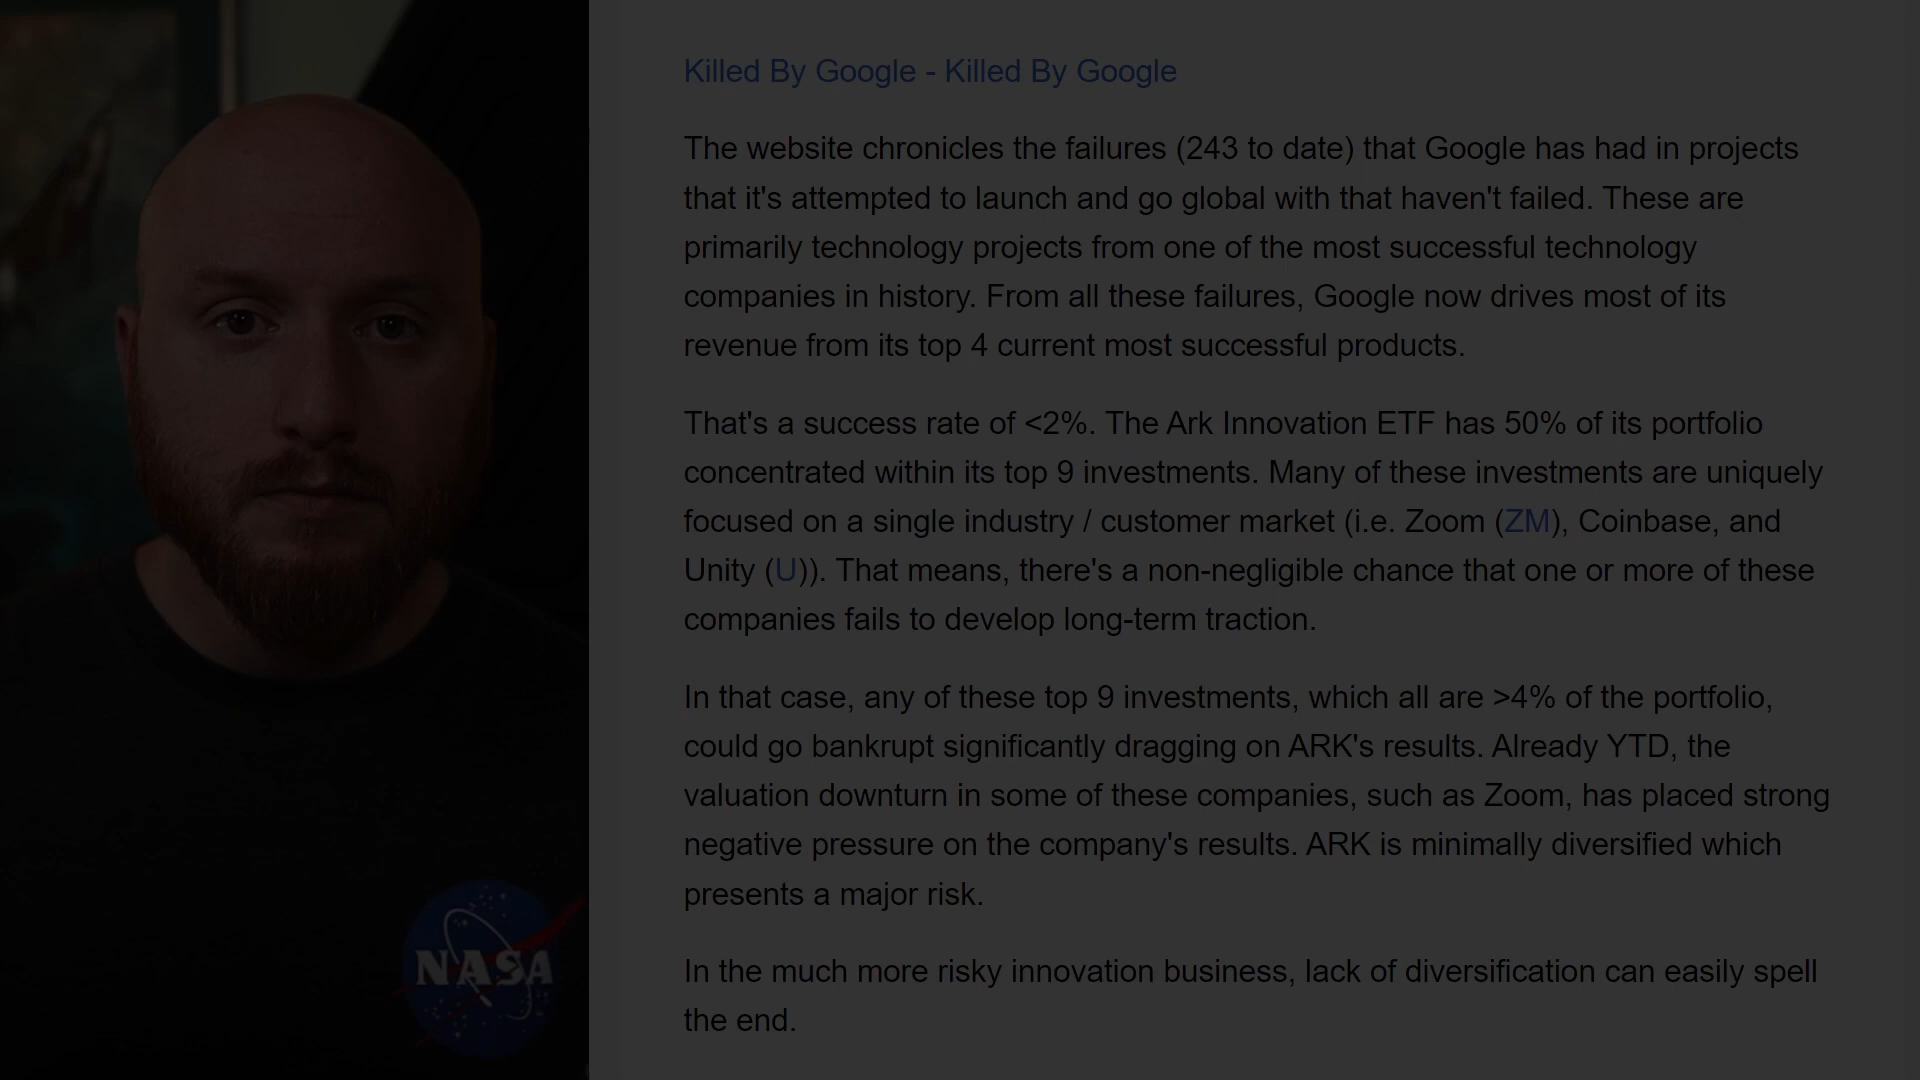 Killed By Google - Killed By Google
The website chronicles the failures (243 to date) that Google has had in projects
that it's attempted to launch and go global with that haven't failed. These are
primarily technology projects from one of the most successful technology
companies in history. From all these failures, Google now drives most of its
revenue from its top 4 current most successful products.
That's a success rate of <2%. The Ark Innovation ETF has 50% of its portfolio
concentrated within its top 9 investments. Many of these investments are uniquely
focused on a single industry / customer market (i.e. Zoom (ZM), Coinbase, and
Unity (U)). That means, there's a non-negligible chance that one or more of these
companies fails to develop long-term traction.
In that case, any of these top 9 investments, which all are >4% of the portfolio,
could go bankrupt significantly dragging on ARK's results. Already YTD, the
valuation downturn in some of these companies, such as Zoom, has placed strong
negative pressure on the company's results. ARK is minimally diversified which
presents a major risk.
In the much more risky innovation business, lack of diversification can easily spell
the end.
NASA